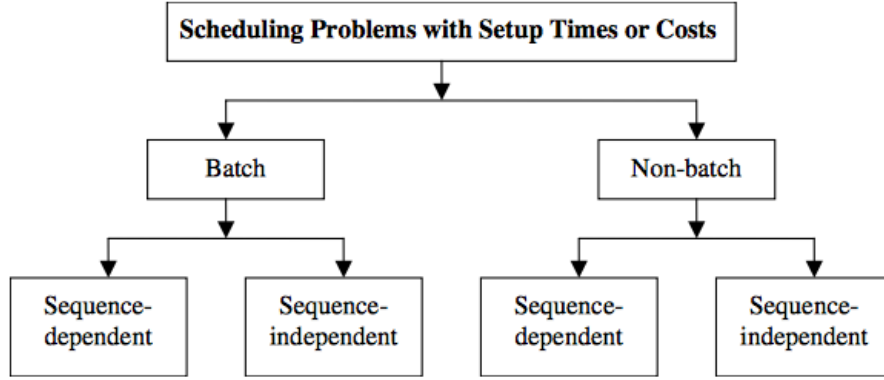 Scheduling Problems with Setup Times or Costs
Batch
Non-batch
Sequence-
dependent
Sequence-
independent
Sequence-
dependent
Sequence-
independent